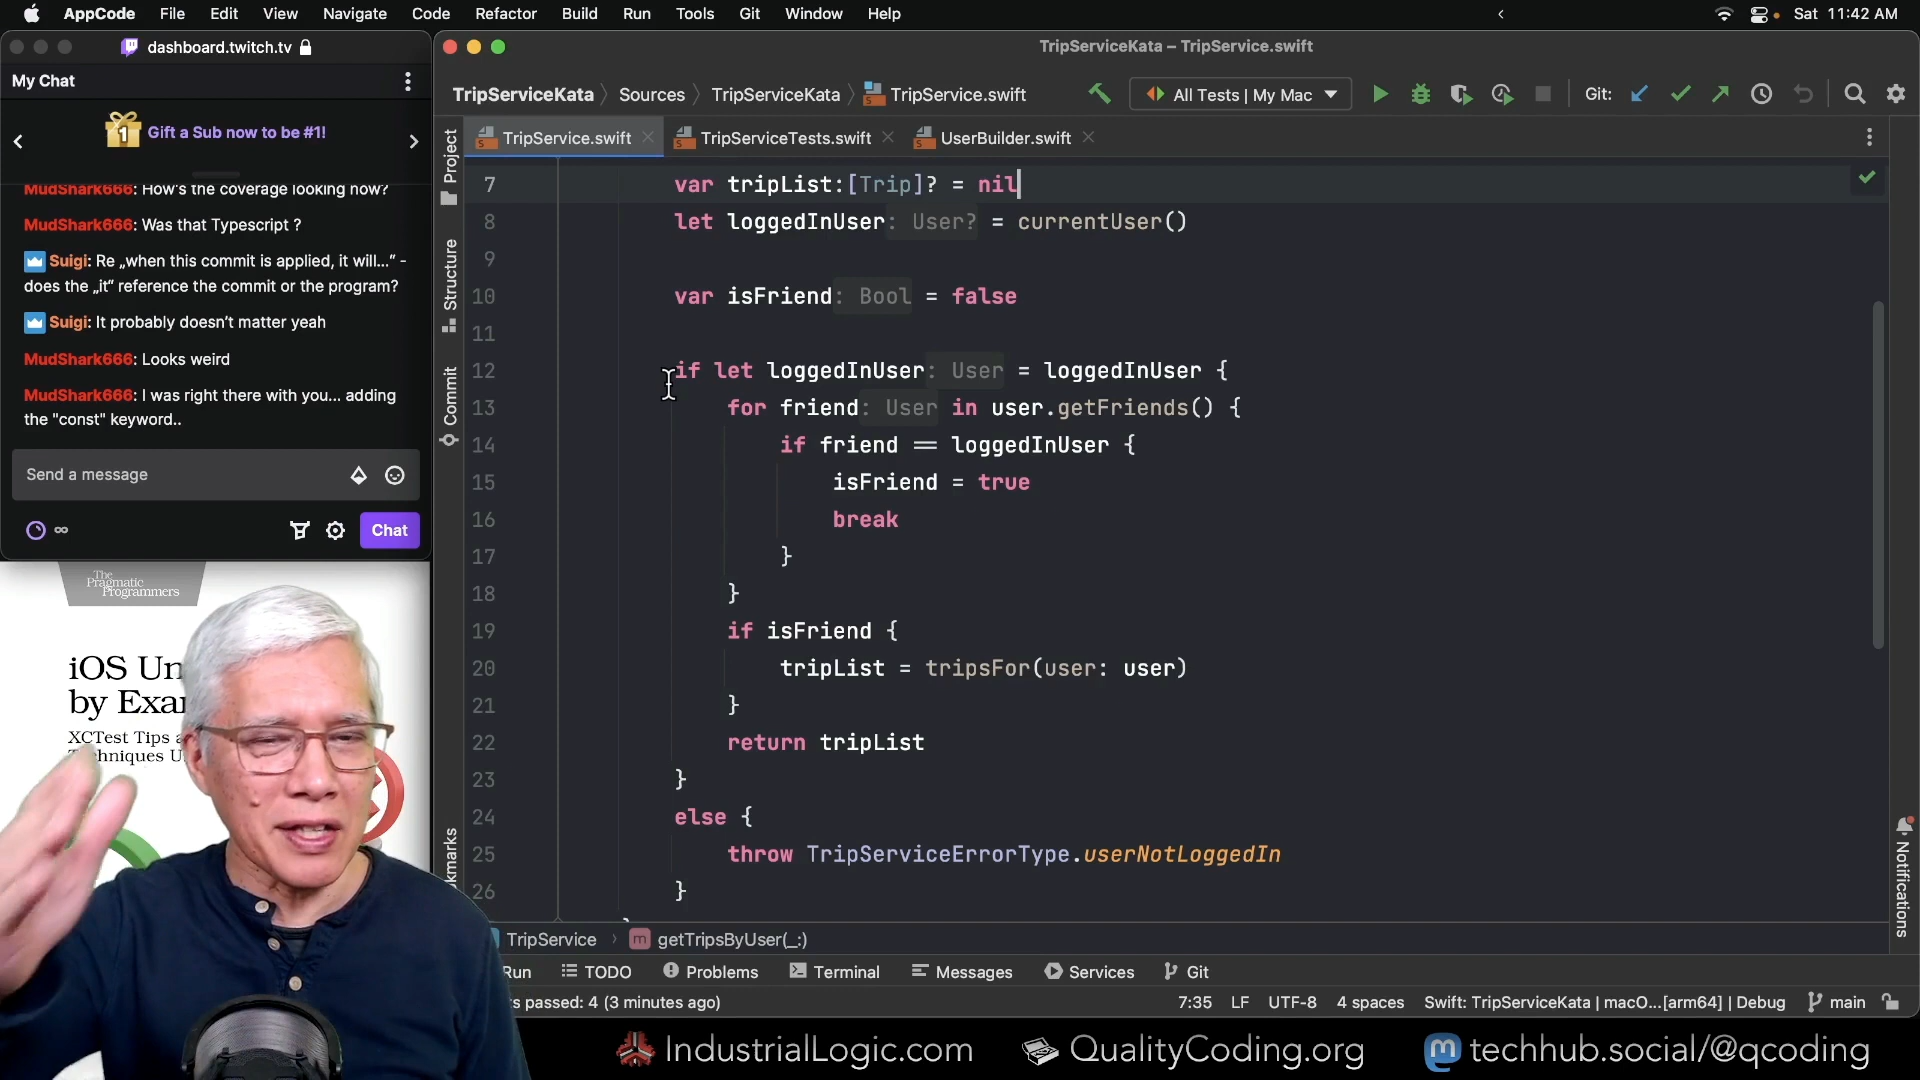 AppCode File Edit View Navigate Code Refactor Build Run Tools Git Window Help Sat 11:42 AM
dashboard.twitch.tv
My Chat
Gift a Sub now to be #1!
1
MudShark666: How's the coverage looking now?
MudShark666: Was that Typescript ?
Suigi: Re „when this commit is applied, it will...“ -
does the „it“ reference the commit or the program?
Suigi: It probably doesn’t matter yeah
MudShark666: Looks weird
MudShark666: I was right there with you... adding
the "const" keyword..
Send a message
∞
Chat
The
Pragmatic
Programmers
iOS Un
by Exa
XCTest Tips a
chniques U
TripServiceKata – TripService.swift
TripServiceKata Sources TripServiceKata TripService.swift
All Tests | My Mac
Git:
TripService.swift TripServiceTests.swift UserBuilder.swift
Project
Structure
Commit
kmarks
Notifications
7 var tripList:[Trip]? = nil
8 let loggedInUser: User? = currentUser()
9
10 var isFriend: Bool = false
11
12 if let loggedInUser: User = loggedInUser {
13 for friend: User in user.getFriends() {
14 if friend == loggedInUser {
15 isFriend = true
16 break
17 }
18 }
19 if isFriend {
20 tripList = tripsFor(user: user)
21 }
22 return tripList
23 }
24 else {
25 throw TripServiceErrorType.userNotLoggedIn
26 }
TripService m getTripsByUser(_:)
Run TODO Problems Terminal Messages Services Git
s passed: 4 (3 minutes ago) 7:35 LF UTF-8 4 spaces Swift: TripServiceKata | macO...[arm64] | Debug main
IndustrialLogic.com QualityCoding.org techhub.social/@qcoding